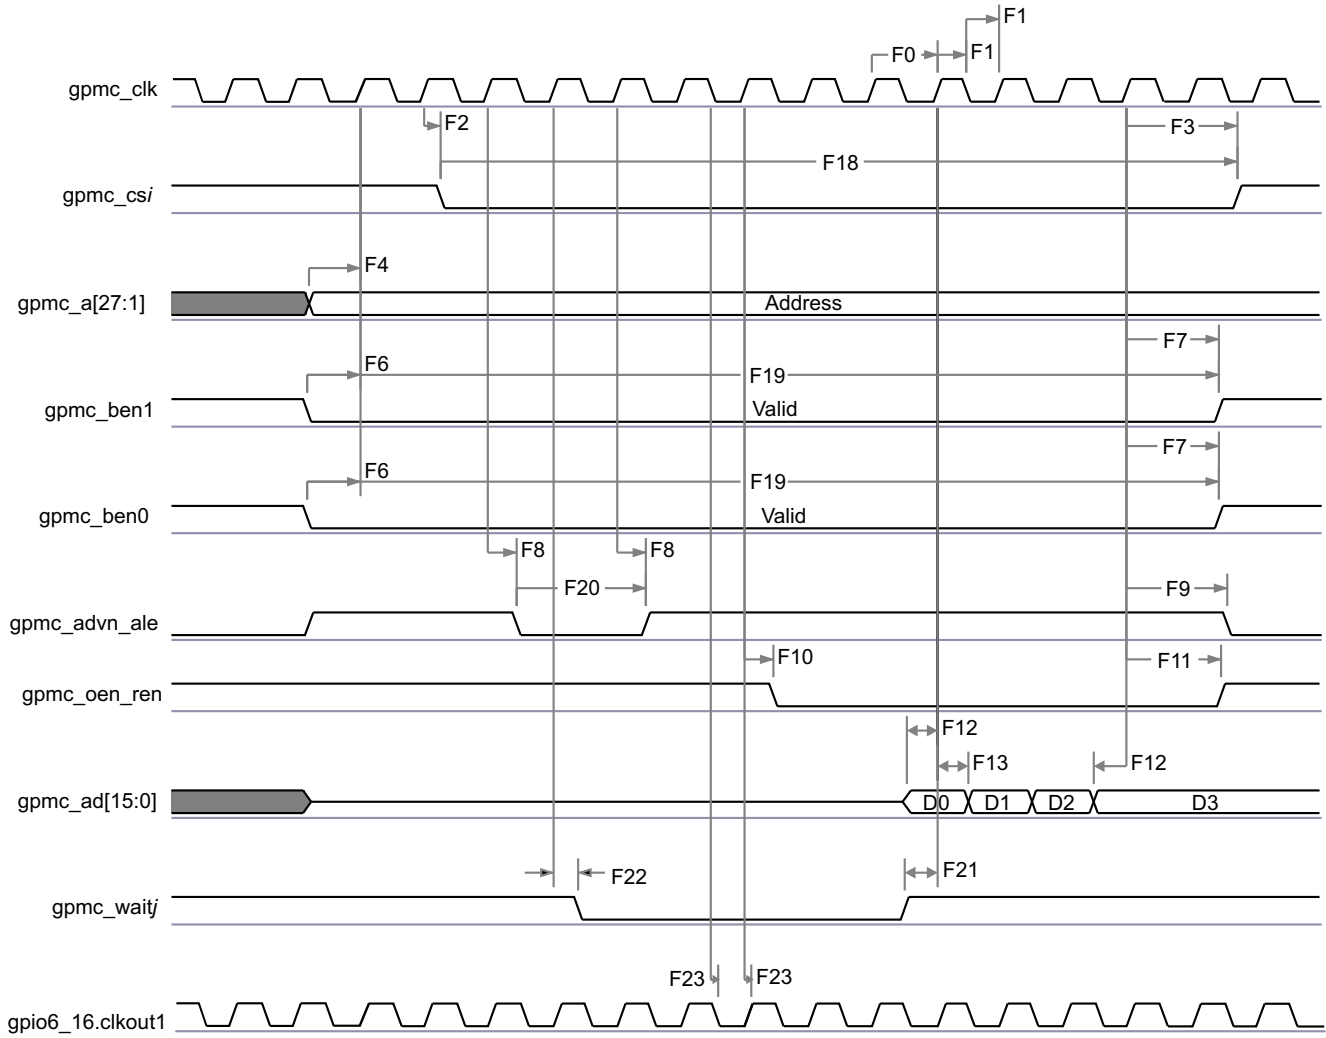 F1
F0 F1
gpmc_clk
F2 F3
F18
gpmc_csi
F4
gpmc_a[27:1] Address
F7
F6 F19
gpmc_ben1 Valid
F7
F6 F19
gpmc_ben0 Valid
F8 F8
F20 F9
gpmc_advn_ale
F10 F11
gpmc_oen_ren
F12
F13 F12
gpmc_ad[15:0] D0 D1 D2 D3
F22 F21
gpmc_waitj
F23 F23
gpio6_16.clkout1